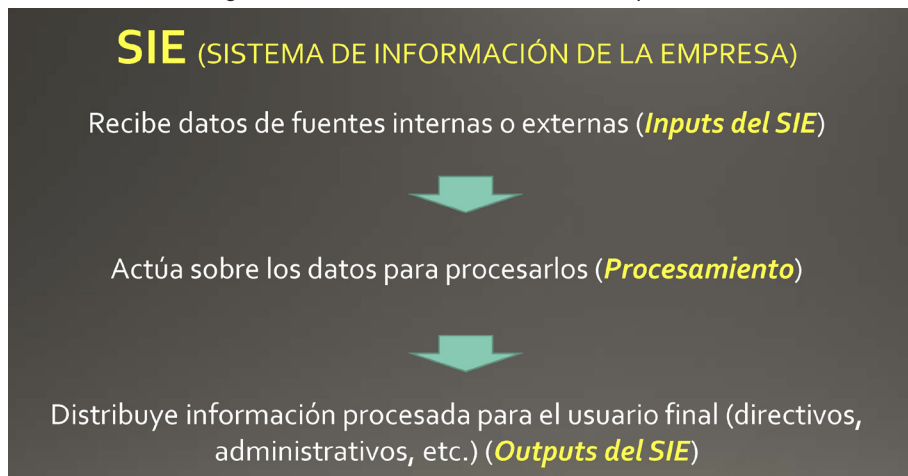 SIE (SISTEMA DE INFORMACIÓN DE LA EMPRESA)
Recibe datos de fuentes internas o externas (Inputs del SIE)
Actúa sobre los datos para procesarlos (Procesamiento)
Distribuye información procesada para el usuario final (directivos,
administrativos, etc.) (Outputs del SIE)